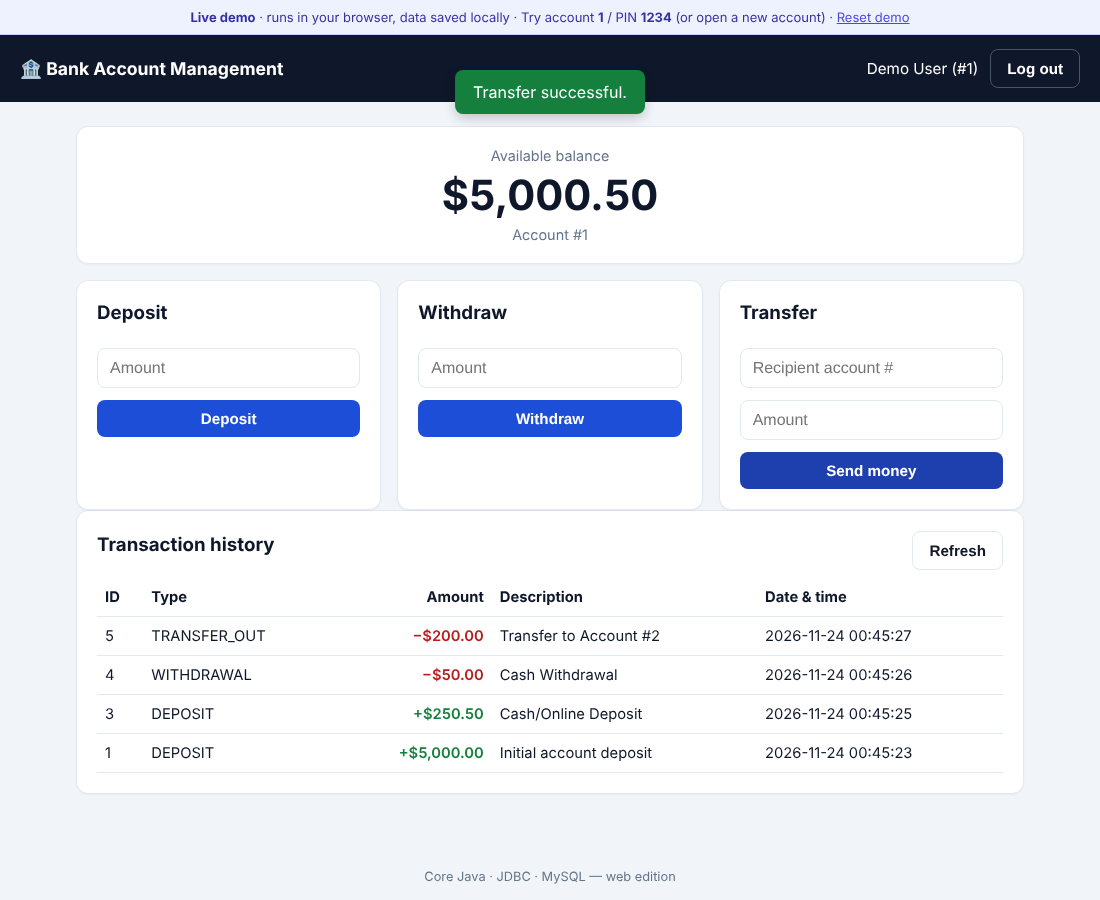 Live demo · runs in your browser, data saved locally · Try account 1 / PIN 1234 (or open a new account) · Reset demo
🏦 Bank Account Management
Demo User (#1)
Log out
Transfer successful.
Available balance
$5,000.50
Account #1
Deposit
Amount
Deposit
Withdraw
Amount
Withdraw
Transfer
Recipient account #
Amount
Send money
Transaction history
Refresh
ID Type Amount Description Date & time
5 TRANSFER_OUT −$200.00 Transfer to Account #2 2026-11-24 00:45:27
4 WITHDRAWAL −$50.00 Cash Withdrawal 2026-11-24 00:45:26
3 DEPOSIT +$250.50 Cash/Online Deposit 2026-11-24 00:45:25
1 DEPOSIT +$5,000.00 Initial account deposit 2026-11-24 00:45:23
Core Java · JDBC · MySQL — web edition